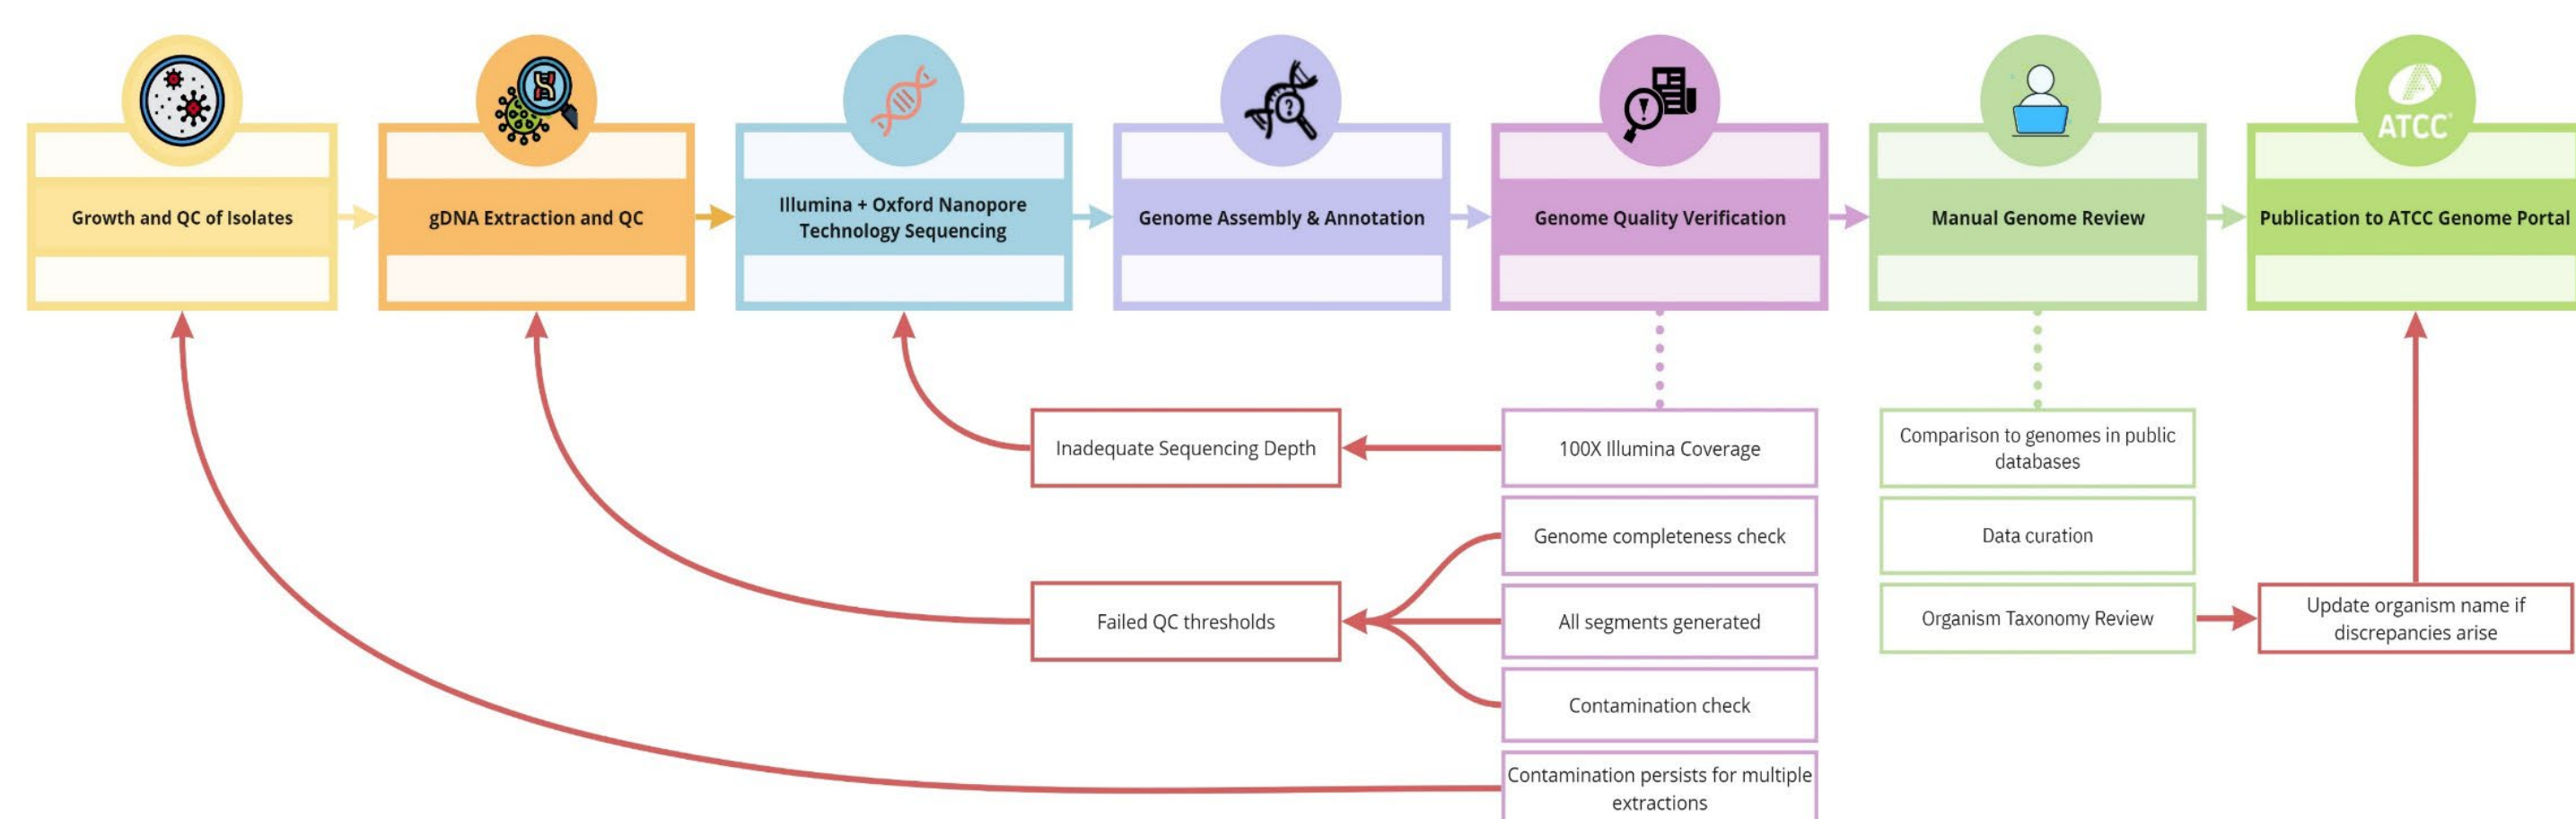 ATCC
Growth and QC of Isolates
gDNA Extraction and QC
Illumina + Oxford Nanopore
Technology Sequencing
Genome Assembly & Annotation
Genome Quality Verification
Manual Genome Review
Publication to ATCC Genome Portal
Inadequate Sequencing Depth
100X Illumina Coverage
Comparison to genomes in public
databases
Genome completeness check
Data curation
Failed QC thresholds
All segments generated
Organism Taxonomy Review
Update organism name if
discrepancies arise
Contamination check
Contamination persists for multiple
extractions